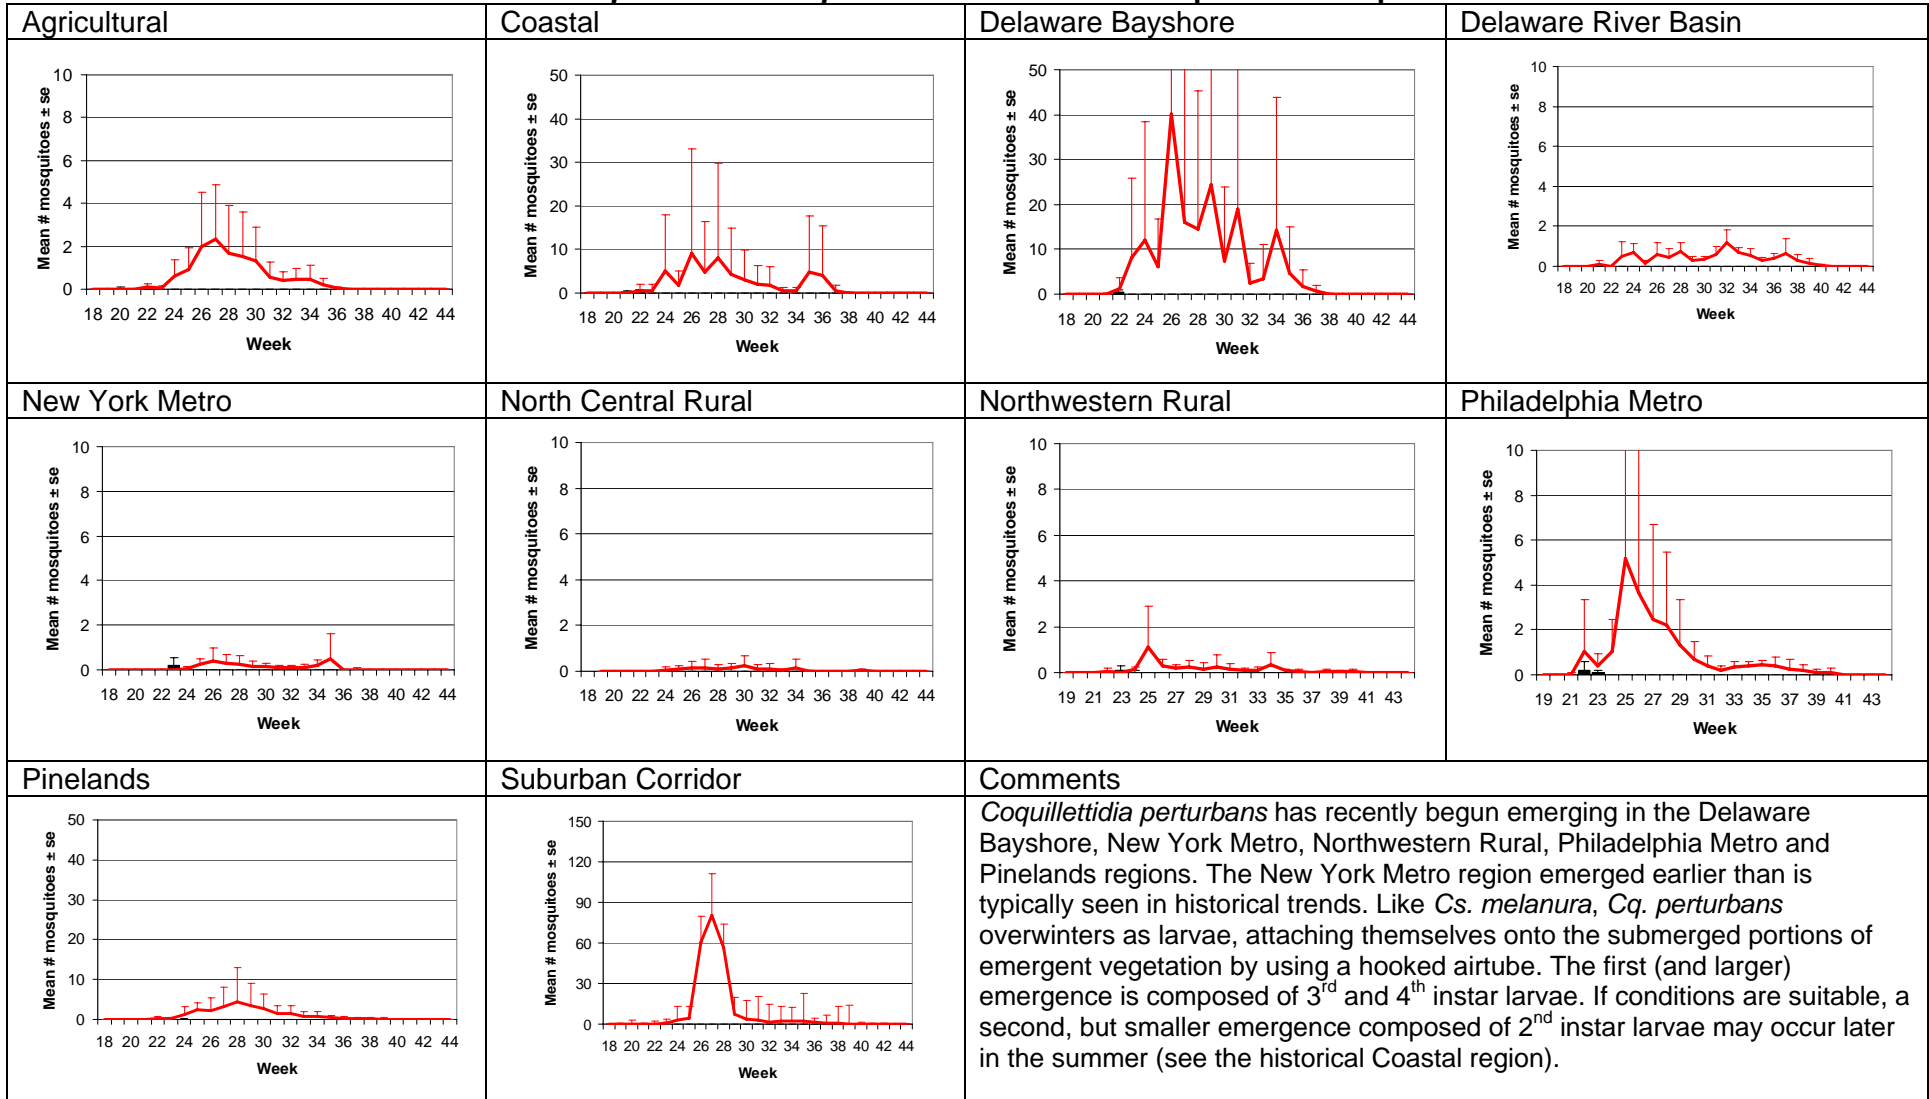 Agricultural
Coastal
Delaware Bayshore
Delaware River Basin
Mean # mosquitoes ± se
10
8
6
4
2
0
18 20 22 24 26 28 30 32 34 36 38 40 42 44
Week
Mean # mosquitoes ± se
50
40
30
20
10
0
18 20 22 24 26 28 30 32 34 36 38 40 42 44
Week
Mean # mosquitoes ± se
50
40
30
20
10
0
18 20 22 24 26 28 30 32 34 36 38 40 42 44
Week
Mean # mosquitoes ± se
10
8
6
4
2
0
18 20 22 24 26 28 30 32 34 36 38 40 42 44
Week
New York Metro
North Central Rural
Northwestern Rural
Philadelphia Metro
Mean # mosquitoes ± se
10
8
6
4
2
0
18 20 22 24 26 28 30 32 34 36 38 40 42 44
Week
Mean # mosquitoes ± se
10
8
6
4
2
0
18 20 22 24 26 28 30 32 34 36 38 40 42 44
Week
Mean # mosquitoes ± se
10
8
6
4
2
0
19 21 23 25 27 29 31 33 35 37 39 41 43
Week
Mean # mosquitoes ± se
10
8
6
4
2
0
19 21 23 25 27 29 31 33 35 37 39 41 43
Week
Pinelands
Suburban Corridor
Comments
Mean # mosquitoes ± se
50
40
30
20
10
0
18 20 22 24 26 28 30 32 34 36 38 40 42 44
Week
Mean # mosquitoes ± se
150
120
90
60
30
0
18 20 22 24 26 28 30 32 34 36 38 40 42 44
Week
Coquillettidia perturbans has recently begun emerging in the Delaware
Bayshore, New York Metro, Northwestern Rural, Philadelphia Metro and
Pinelands regions. The New York Metro region emerged earlier than is
typically seen in historical trends. Like Cs. melanura, Cq. perturbans
overwinters as larvae, attaching themselves onto the submerged portions of
emergent vegetation by using a hooked airtube. The first (and larger)
emergence is composed of 3rd and 4th instar larvae. If conditions are suitable, a
second, but smaller emergence composed of 2nd instar larvae may occur later
in the summer (see the historical Coastal region).